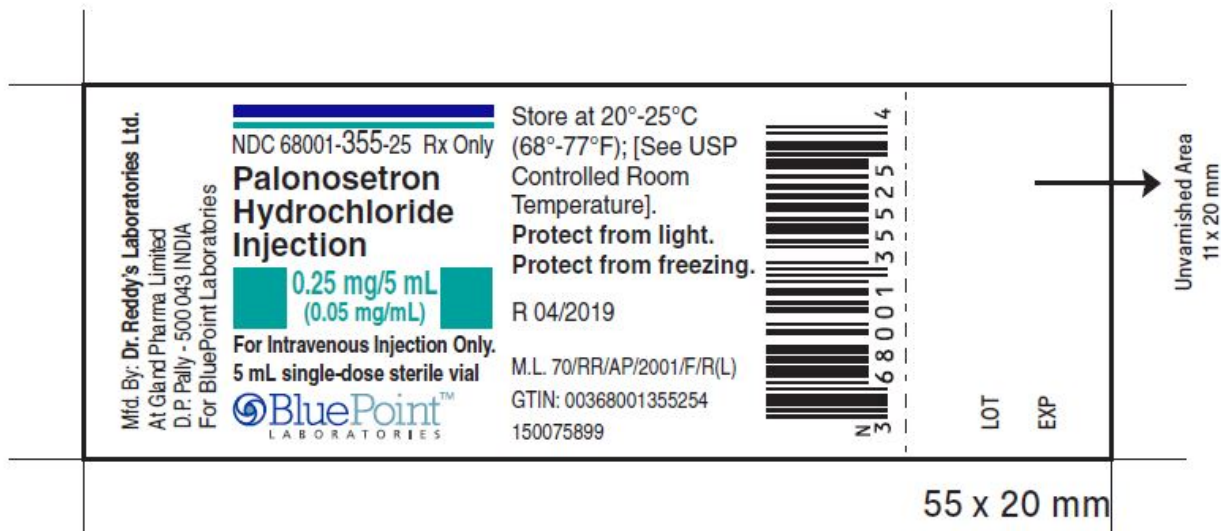 Mfd. By: Dr. Reddy's Laboratories Ltd.
At Gland Pharma Limited
D.P. Pally - 500 043 INDIA
For BluePoint Laboratories
NDC 68001-355-25 Rx Only
Palonosetron
Hydrochloride
Injection
0.25 mg/5 mL
(0.05 mg/mL)
For Intravenous Injection Only.
5 mL single-dose sterile vial
BluePoint™
LABORATORIES
Store at 20°-25°C
(68°-77°F); [See USP
Controlled Room
Temperature].
Protect from light.
Protect from freezing.
R 04/2019
M.L. 70/RR/AP/2001/F/R(L)
GTIN: 00368001355254
150075899
N
3 68001 35525 4
LOT
EXP
Unvarnished Area
11 x 20 mm
55 x 20 mm